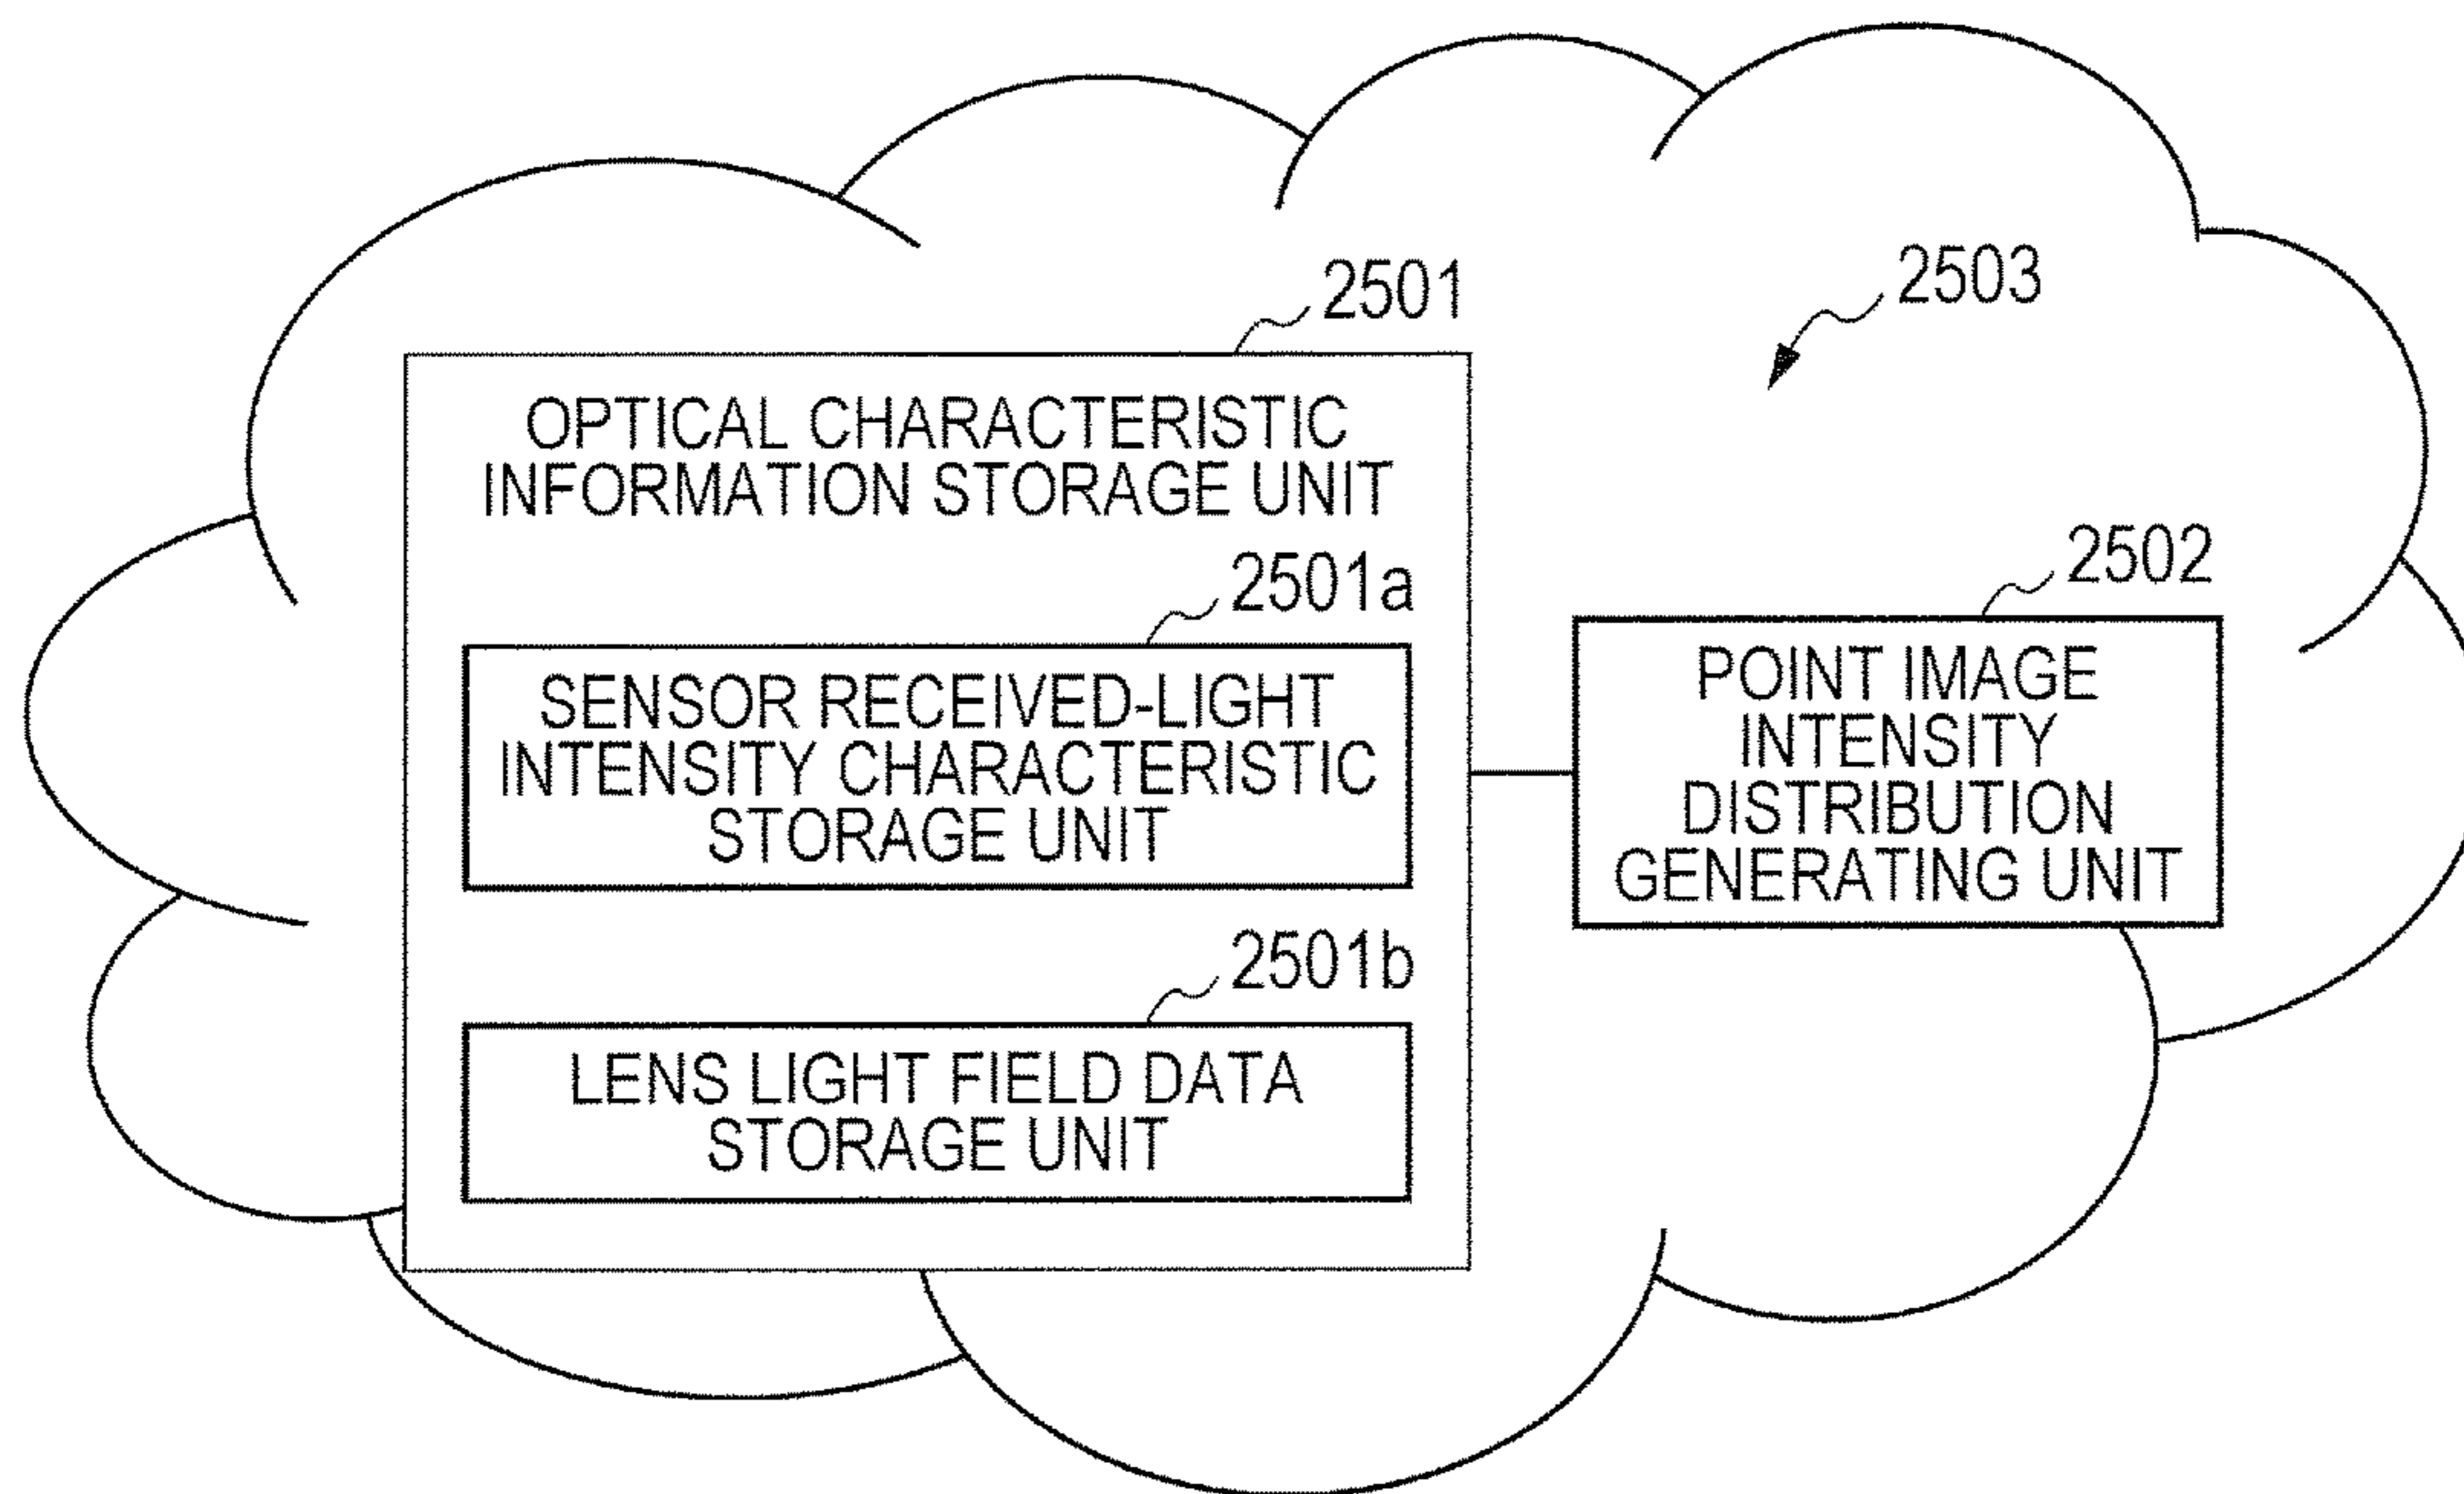 2501
2503
OPTICAL CHARACTERISTIC
INFORMATION STORAGE UNIT
2501a
2502
SENSOR RECEIVED-LIGHT
INTENSITY CHARACTERISTIC
STORAGE UNIT
POINT IMAGE
INTENSITY
DISTRIBUTION
GENERATING UNIT
2501b
LENS LIGHT FIELD DATA
STORAGE UNIT